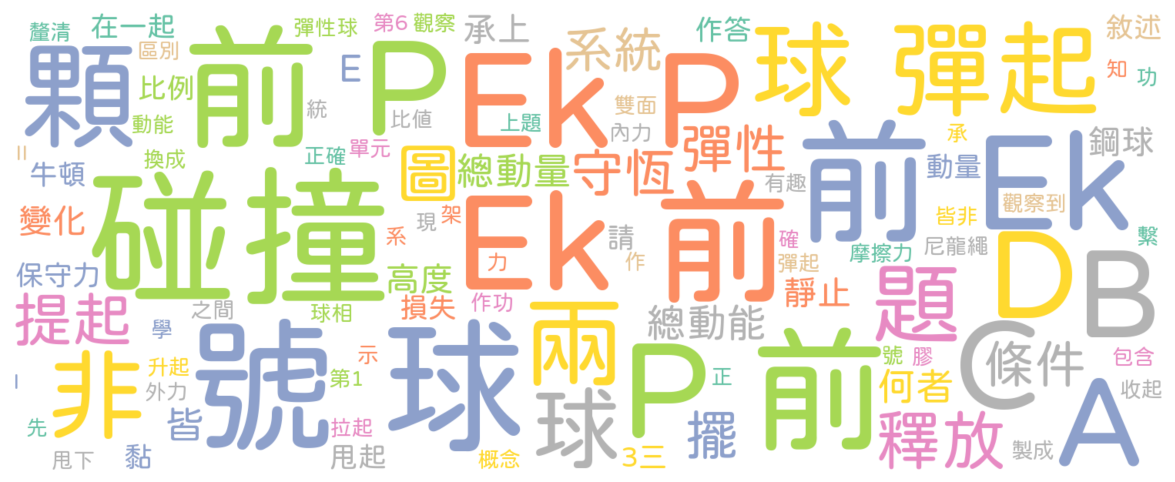 釐清 在一起 彈性球 第6 觀察 承上 系統 作答 敘述
顆 前 區別 E P Ek P 球 彈起 知 功
比例 動能 統 比值 上題 雙面 內力
II 牛頓 換成 正確 單元 圖 總動量 守恆 彈性 有趣 前 承 動量 Ek 鋼球
碰撞 Ek 前 觀察到
變化 系 現 架 請 確 皆非 繫
保守力 高度 力 作 彈起 摩擦力 尼龍繩
提起 之間 球相 損失 作功 靜止 題 D B
學 號 球 兩 總動能
I 非 升起 示 P 前 號 膠 C 條件 包含
外力 第1 正 何者 A 收起
先 皆 拉起 球 擺 釋放
甩下 黏 甩起 概念 3三 製成